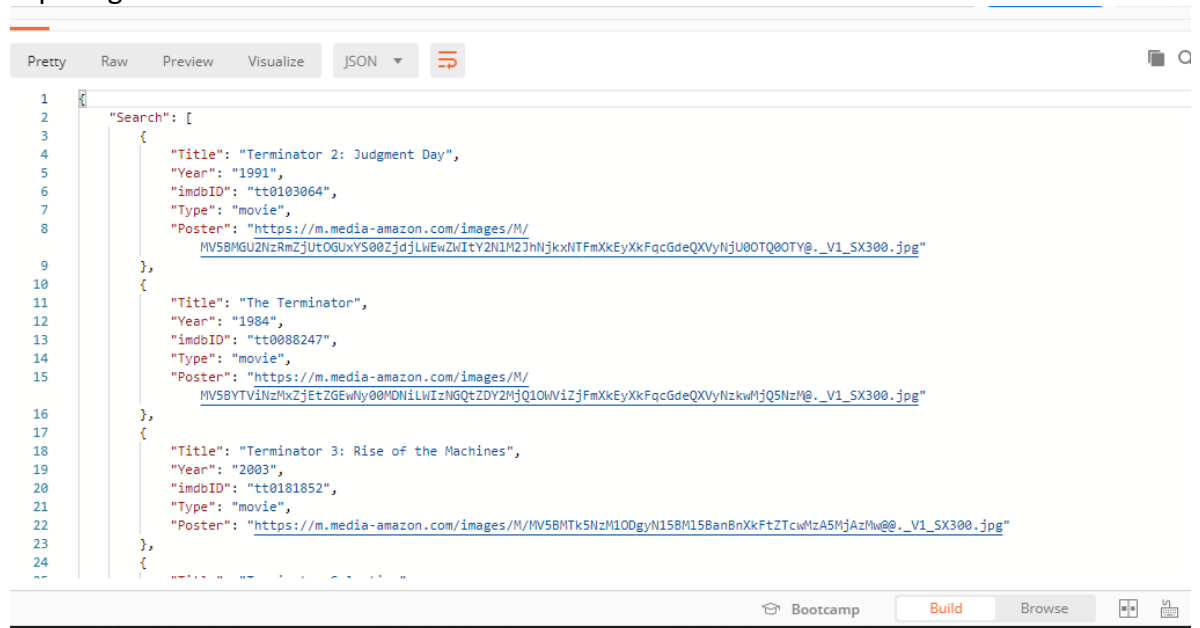 Pretty Raw Preview Visualize JSON
1 {
2 "Search": [
3 {
4 "Title": "Terminator 2: Judgment Day",
5 "Year": "1991",
6 "imdbID": "tt0103064",
7 "Type": "movie",
8 "Poster": "https://m.media-amazon.com/images/M/
MV5BMGU2NzRmZjUtOGUxYS00ZjdjLWEwZWItY2NlM2JhNjkxNTFmXkEyXkFqcGdeQXVyNjU0OTQ0OTY@._V1_SX300.jpg"
9 },
10 {
11 "Title": "The Terminator",
12 "Year": "1984",
13 "imdbID": "tt0088247",
14 "Type": "movie",
15 "Poster": "https://m.media-amazon.com/images/M/
MV5BYTViNzMxZjEtZGEwNy00MDNiLWIzNGQtZDY2MjQ1OWViZjFmXkEyXkFqcGdeQXVyNzkwMjQ5NzM@._V1_SX300.jpg"
16 },
17 {
18 "Title": "Terminator 3: Rise of the Machines",
19 "Year": "2003",
20 "imdbID": "tt0181852",
21 "Type": "movie",
22 "Poster": "https://m.media-amazon.com/images/M/MV5BMTk5NzM1ODgyN15BMl5BanBnXkFtZTcwMzA5MjAzMw@@._V1_SX300.jpg"
23 },
24 {
Bootcamp Build Browse